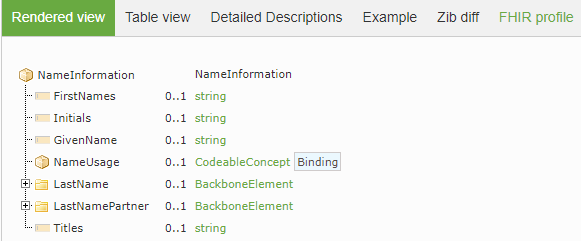 Rendered view Table view Detailed Descriptions Example Zib diff FHIR profile
NameInformation NameInformation
FirstNames 0..1 string
Initials 0..1 string
GivenName 0..1 string
NameUsage 0..1 CodeableConcept Binding
LastName 0..1 BackboneElement
LastNamePartner 0..1 BackboneElement
Titles 0..1 string